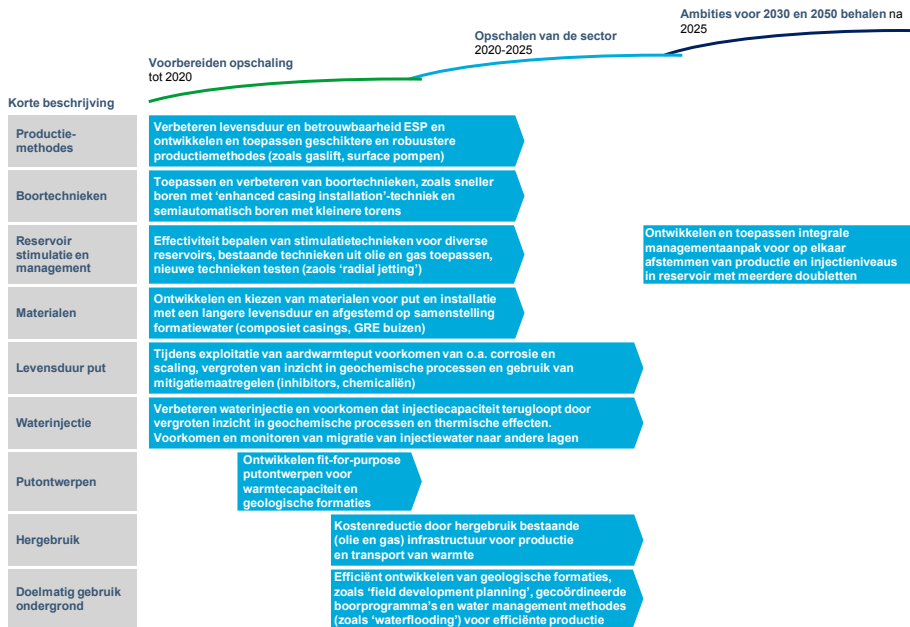 Ambities voor 2030 en 2050 behalen na
2025
Opschalen van de sector
2020-2025
Voorbereiden opschaling
tot 2020
Korte beschrijving
Productie-
methodes
Verbeteren levensduur en betrouwbaarheid ESP en
ontwikkelen en toepassen geschiktere en robuustere
productiemethodes (zoals gaslift, surface pompen)
Boortechnieken
Toepassen en verbeteren van boortechnieken, zoals sneller
boren met ‘enhanced casing installation’-techniek en
semiautomatisch boren met kleinere torens
Reservoir
stimulatie en
management
Effectiviteit bepalen van stimulatietechnieken voor diverse
reservoirs, bestaande technieken uit olie en gas toepassen,
nieuwe technieken testen (zaols ‘radial jetting’)
Ontwikkelen en toepassen integrale
managementaanpak voor op elkaar
afstemmen van productie en injectieniveaus
in reservoir met meerdere doubletten
Materialen
Ontwikkelen en kiezen van materialen voor put en installatie
met een langere levensduur en afgestemd op samenstelling
formatiewater (composiet casings, GRE buizen)
Levensduur put
Tijdens exploitatie van aardwarmteput voorkomen van o.a. corrosie en
scaling, vergroten van inzicht in geochemische processen en gebruik van
mitigatiemaatregelen (inhibitors, chemicaliën)
Waterinjectie
Verbeteren waterinjectie en voorkomen dat injectiecapaciteit terugloopt door
vergroten inzicht in geochemische processen en thermische effecten.
Voorkomen en monitoren van migratie van injectiewater naar andere lagen
Putontwerpen
Ontwikkelen fit-for-purpose
putontwerpen voor
warmtecapaciteit en
geologische formaties
Hergebruik
Kostenreductie door hergebruik bestaande
(olie en gas) infrastructuur voor productie
en transport van warmte
Doelmatig gebruik
ondergrond
Efficiënt ontwikkelen van geologische formaties,
zoals ‘field development planning’, gecoördineerde
boorprogramma’s en water management methodes
(zoals ‘waterflooding’) voor efficiënte productie